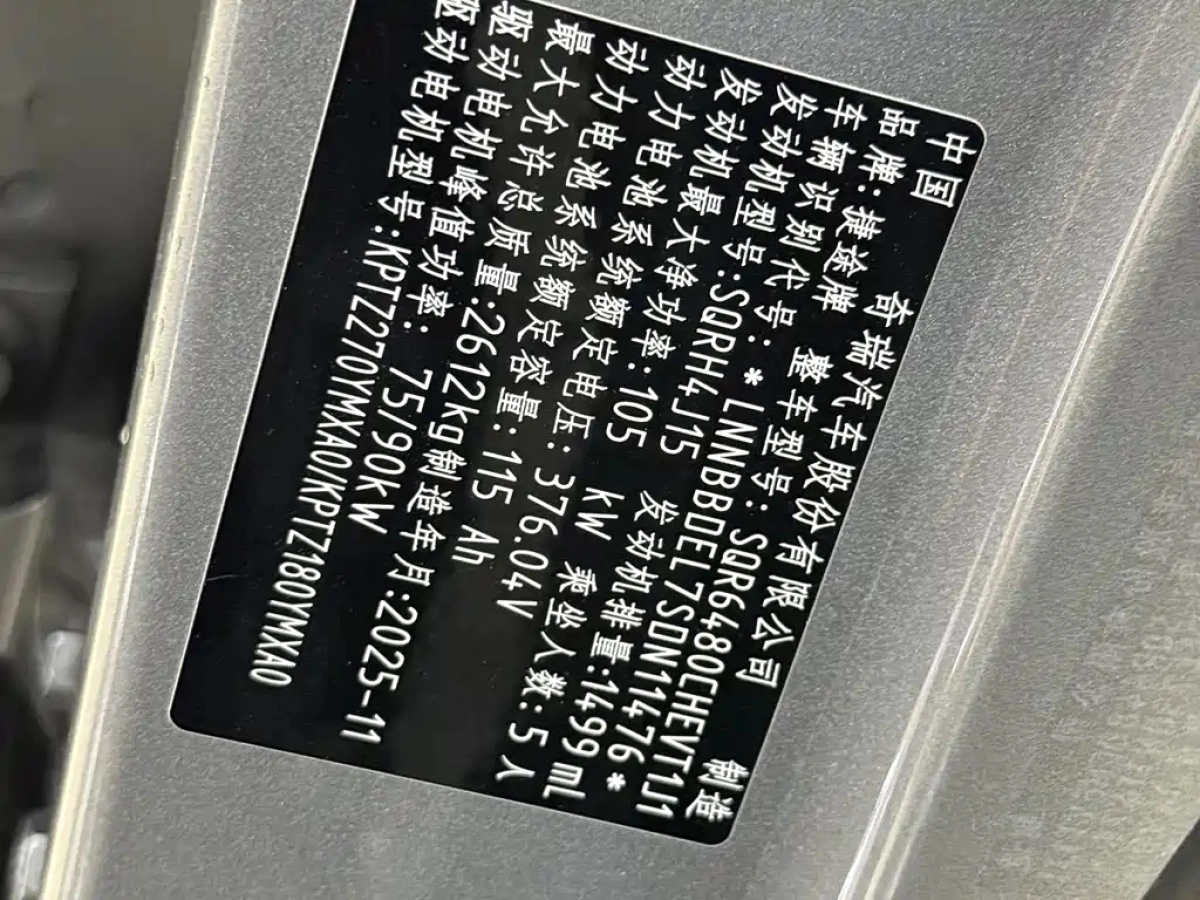 中国 奇瑞汽车股份有限公司 制造
品牌:捷途牌 整车型号:SQR6480CHEVT1J1
车辆识别代号:*LNNBBDEL7SDN11476*
发动机型号:SQRH4J15 发动机排量:1499mL
发动机最大净功率:105 kW 乘坐人数:5人
动力电池系统额定电压:376.04V
动力电池系统额定容量:115 Ah
最大允许总质量:2612kg制造年月:2025-11
驱动电机峰值功率:75/90kW
驱动电机型号:KPTZ270YMXAO/KPTZ180YMXAO